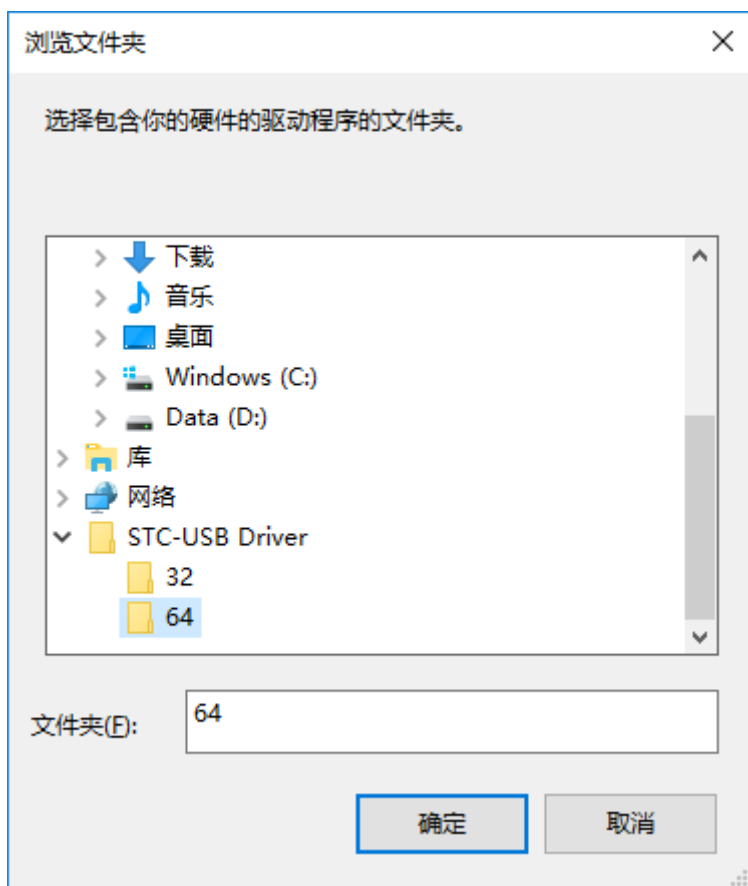 浏览文件夹
选择包含你的硬件的驱动程序的文件夹。
下载
音乐
桌面
Windows (C:)
Data (D:)
库
网络
STC-USB Driver
32
64
文件夹(F): 64
确定 取消